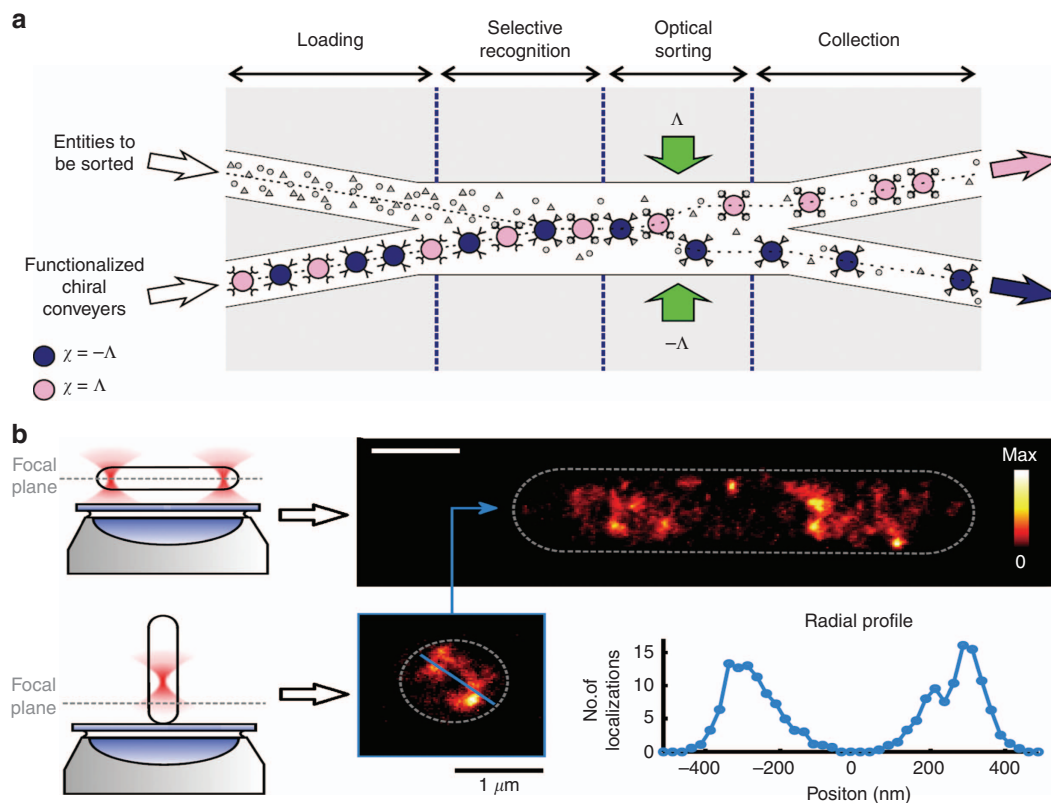 a
Loading
Selective
recognition
Optical
sorting
Collection
Entities to
be sorted
Λ
Functionalized
chiral
conveyers
−Λ
χ = −Λ
χ = Λ
b
Focal
plane
Max
0
Focal
plane
1 μm
Radial profile
No.of
localizations
15
10
5
0
−400
−200
0
200
400
Positon (nm)